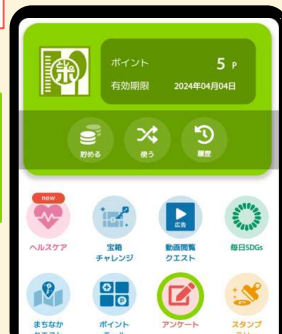 ポイント 5 P
有効期限 2024年04月04日
貯める 使う 履歴
new
広告
ヘルスケア 宝箱 動画閲覧 毎日SDGs
チャレンジ クエスト
P
まちなか ポイント アンケート スタンプ